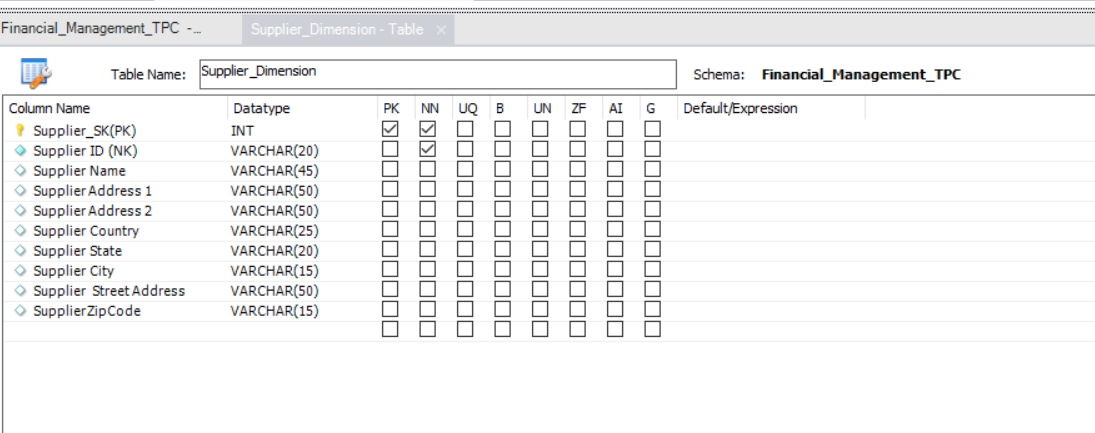 Financial_Management_TPC -... Supplier_Dimension - Table ×
Table Name: Supplier_Dimension Schema: Financial_Management_TPC
Column Name Datatype PK NN UQ B UN ZF AI G Default/Expression
Supplier_SK(PK) INT
Supplier ID (NK) VARCHAR(20)
Supplier Name VARCHAR(45)
Supplier Address 1 VARCHAR(50)
Supplier Address 2 VARCHAR(50)
Supplier Country VARCHAR(25)
Supplier State VARCHAR(20)
Supplier City VARCHAR(15)
Supplier Street Address VARCHAR(50)
SupplierZipCode VARCHAR(15)